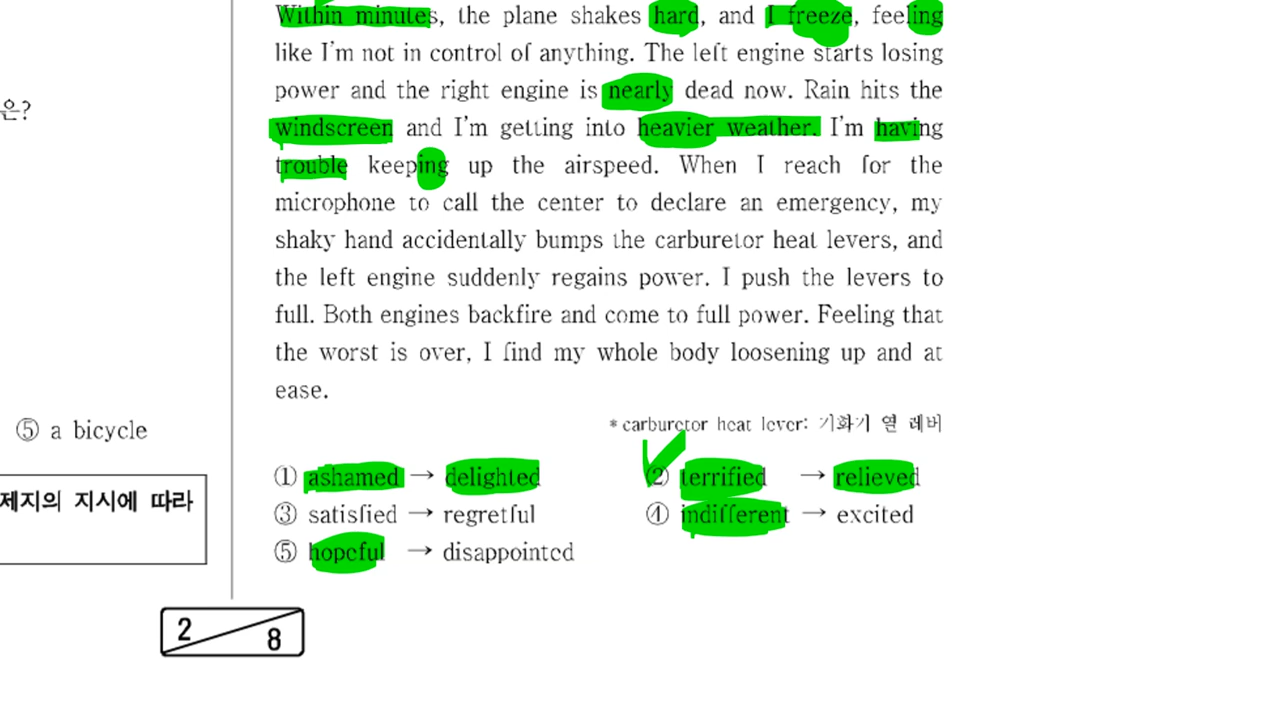 Within minutes, the plane shakes hard, and I freeze, feeling
like I'm not in control of anything. The left engine starts losing
power and the right engine is nearly dead now. Rain hits the
windscreen and I'm getting into heavier weather. I'm having
trouble keeping up the airspeed. When I reach for the
microphone to call the center to declare an emergency, my
shaky hand accidentally bumps the carburetor heat levers, and
the left engine suddenly regains power. I push the levers to
full. Both engines backfire and come to full power. Feeling that
the worst is over, I find my whole body loosening up and at
ease.
* carburetor heat lever: 기화기 열 레버
① ashamed → delighted ② terrified → relieved
③ satisfied → regretful ④ indifferent → excited
⑤ hopeful → disappointed
은?
⑤ a bicycle
제지의 지시에 따라
2 8